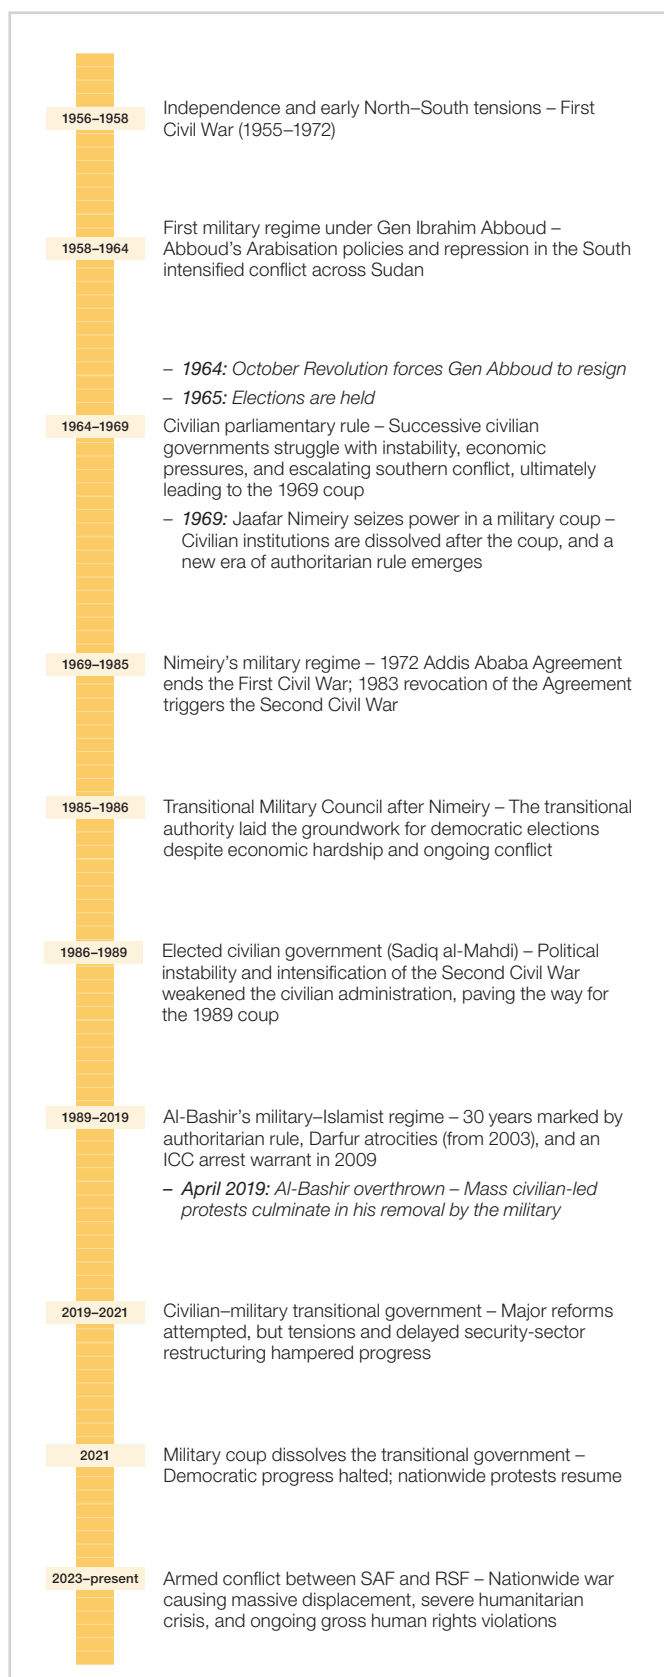 1956–1958
Independence and early North–South tensions – First
Civil War (1955–1972)
1958–1964
First military regime under Gen Ibrahim Abboud –
Abboud’s Arabisation policies and repression in the South
intensified conflict across Sudan
– 1964: October Revolution forces Gen Abboud to resign
– 1965: Elections are held
1964–1969
Civilian parliamentary rule – Successive civilian
governments struggle with instability, economic
pressures, and escalating southern conflict, ultimately
leading to the 1969 coup
– 1969: Jaafar Nimeiry seizes power in a military coup –
Civilian institutions are dissolved after the coup, and a
new era of authoritarian rule emerges
1969–1985
Nimeiry’s military regime – 1972 Addis Ababa Agreement
ends the First Civil War; 1983 revocation of the Agreement
triggers the Second Civil War
1985–1986
Transitional Military Council after Nimeiry – The transitional
authority laid the groundwork for democratic elections
despite economic hardship and ongoing conflict
1986–1989
Elected civilian government (Sadiq al-Mahdi) – Political
instability and intensification of the Second Civil War
weakened the civilian administration, paving the way for
the 1989 coup
1989–2019
Al-Bashir’s military–Islamist regime – 30 years marked by
authoritarian rule, Darfur atrocities (from 2003), and an
ICC arrest warrant in 2009
– April 2019: Al-Bashir overthrown – Mass civilian-led
protests culminate in his removal by the military
2019–2021
Civilian–military transitional government – Major reforms
attempted, but tensions and delayed security-sector
restructuring hampered progress
2021
Military coup dissolves the transitional government –
Democratic progress halted; nationwide protests resume
2023–present
Armed conflict between SAF and RSF – Nationwide war
causing massive displacement, severe humanitarian
crisis, and ongoing gross human rights violations